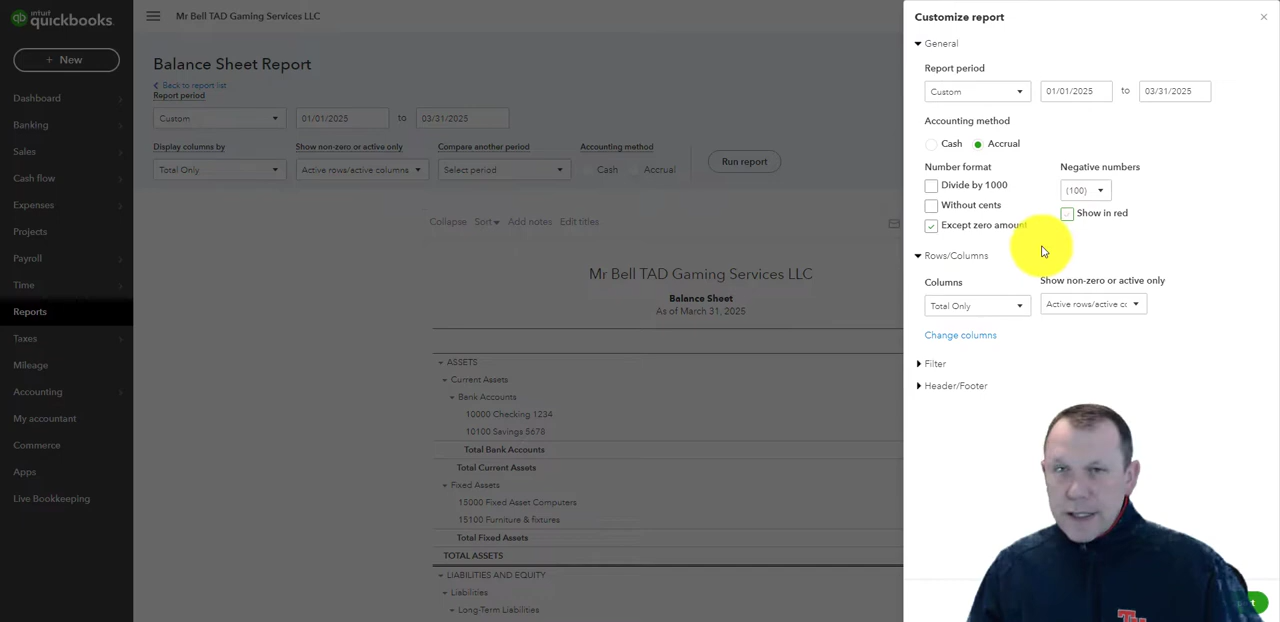 intuit
quickbooks.
Mr Bell TAD Gaming Services LLC
+ New
Dashboard
Banking
Sales
Cash flow
Expenses
Projects
Payroll
Time
Reports
Taxes
Mileage
Accounting
My accountant
Commerce
Apps
Live Bookkeeping
Balance Sheet Report
Back to report list
Report period
Custom
01/01/2025
to
03/31/2025
Display columns by
Show non-zero or active only
Compare another period
Accounting method
Total Only
Active rows/active columns
Select period
Cash
Accrual
Run report
Collapse Sort Add notes Edit titles
Mr Bell TAD Gaming Services LLC
Balance Sheet
As of March 31, 2025
ASSETS
Current Assets
Bank Accounts
10000 Checking 1234
10100 Savings 5678
Total Bank Accounts
Total Current Assets
Fixed Assets
15000 Fixed Asset Computers
15100 Furniture & fixtures
Total Fixed Assets
TOTAL ASSETS
LIABILITIES AND EQUITY
Liabilities
Long-Term Liabilities
Customize report
General
Report period
Custom
01/01/2025
to
03/31/2025
Accounting method
Cash
Accrual
Number format
Negative numbers
Divide by 1000
(100)
Without cents
Show in red
Except zero amount
Rows/Columns
Columns
Show non-zero or active only
Total Only
Active rows/active cc
Change columns
Filter
Header/Footer